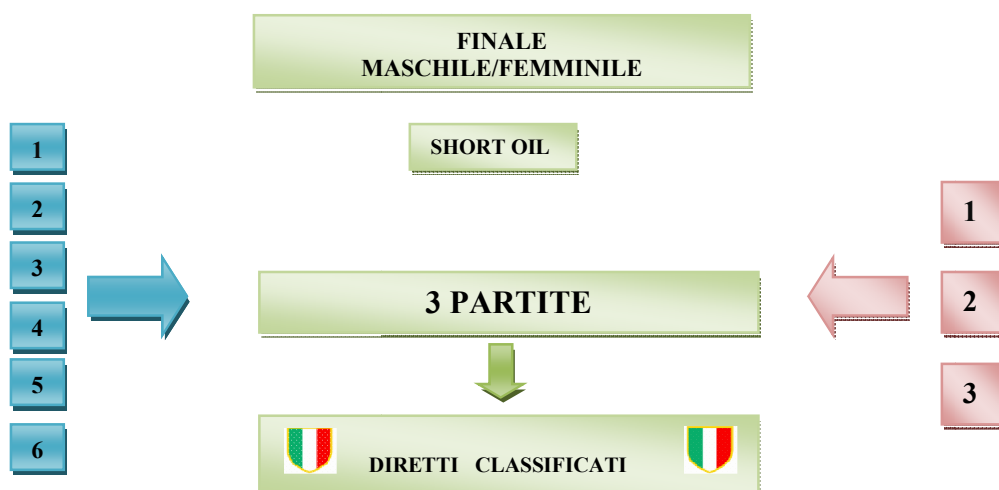 FINALE
MASCHILE/FEMMINILE
SHORT OIL
1
2
3
4
5
6
3 PARTITE
1
2
3
DIRETTI CLASSIFICATI